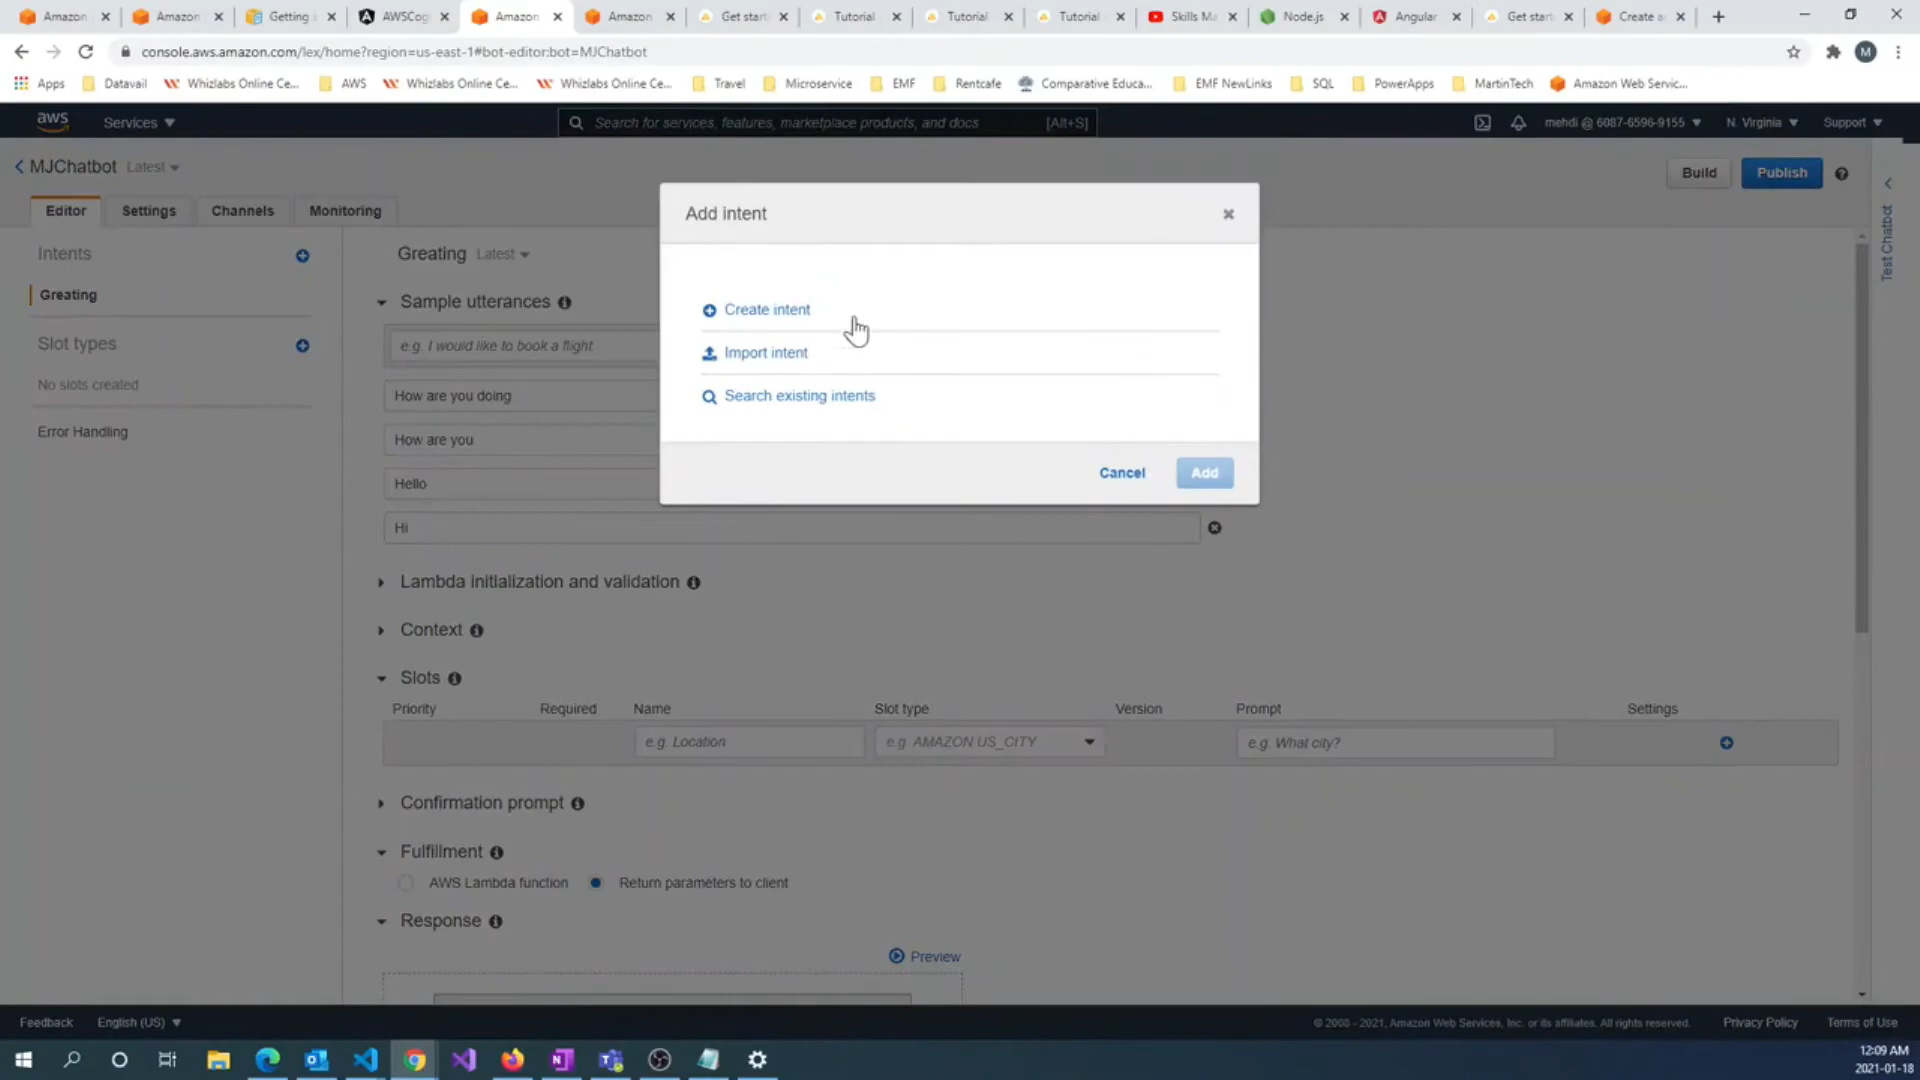 Amazon
Amazon
Getting
AWSCog
Amazon
Amazon
Get start
Tutorial
Tutorial
Tutorial
Skills Ma
Node.js
Angular
Get start
Create a
console.aws.amazon.com/lex/home?region=us-east-1#bot-editor:bot=MJChatbot
M
Apps
Datavail
Whizlabs Online Ce...
AWS
Whizlabs Online Ce...
Whizlabs Online Ce...
Travel
Microservice
EMF
Rentcafe
Comparative Educa...
EMF NewLinks
SQL
PowerApps
MartinTech
Amazon Web Servic...
aws
Services
Search for services, features, marketplace products, and docs
[Alt+S]
mehdi @ 6087-6596-9155
N. Virginia
Support
MJChatbot Latest
Build
Publish
Editor
Settings
Channels
Monitoring
Test Chatbot
Intents
Greating
Slot types
No slots created
Error Handling
Greating Latest
Sample utterances
e.g. I would like to book a flight.
How are you doing
How are you
Hello
Hi
Add intent
Create intent
Import intent
Search existing intents
Cancel
Add
Lambda initialization and validation
Context
Slots
Priority
Required
Name
Slot type
Version
Prompt
Settings
e.g. Location
e.g. AMAZON.US_CITY
e.g. What city?
Confirmation prompt
Fulfillment
AWS Lambda function
Return parameters to client
Response
Preview
Feedback
English (US)
© 2008 - 2021, Amazon Web Services, Inc. or its affiliates. All rights reserved.
Privacy Policy
Terms of Use
12:09 AM
2021-01-18